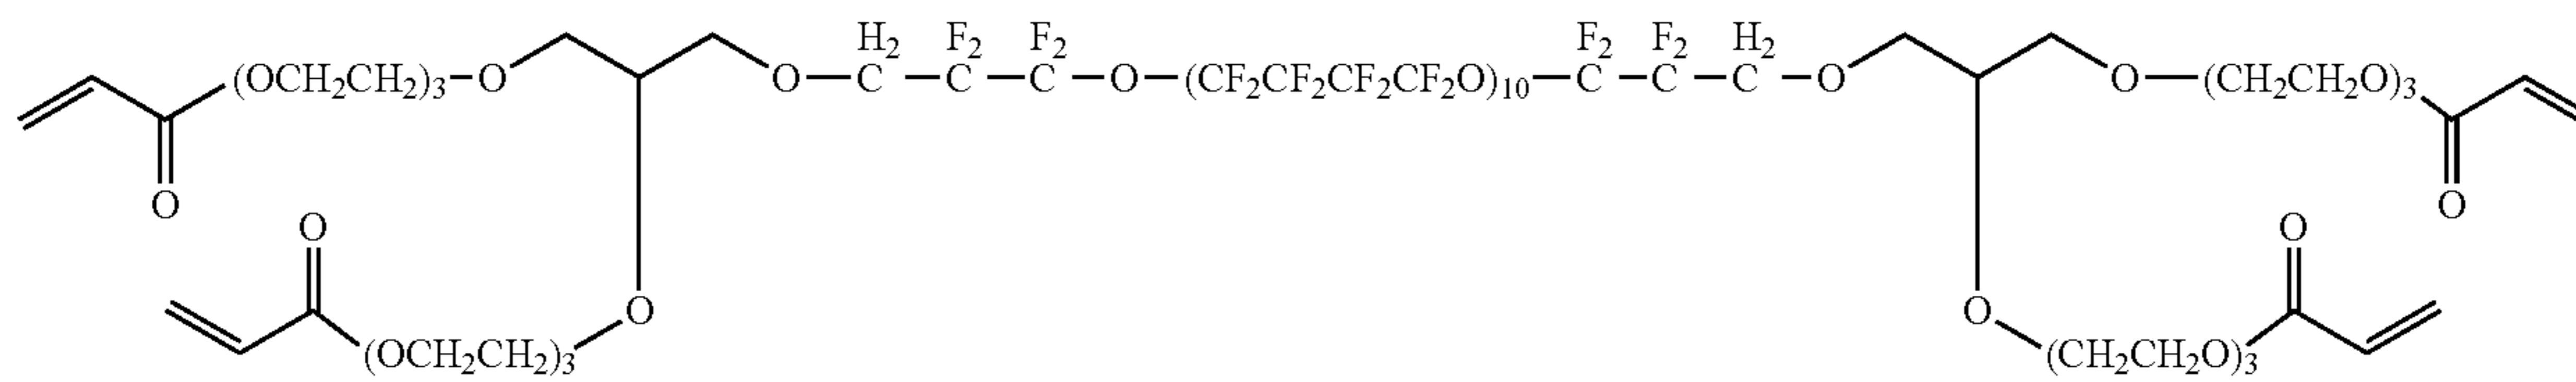 H₂ F₂ F₂ F₂ F₂ H₂
(OCH₂CH₂)₃—O O—C—C—C—O—(CF₂CF₂CF₂CF₂O)₁₀—C—C—C—O O—(CH₂CH₂O)₃
O O
O O
O O
(OCH₂CH₂)₃ (CH₂CH₂O)₃